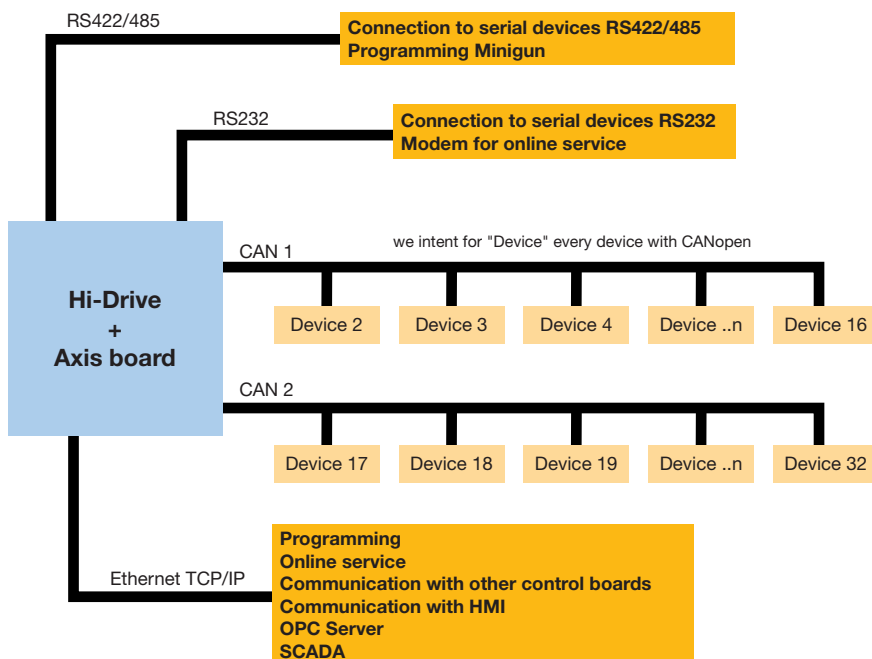 RS422/485
Connection to serial devices RS422/485
Programming Minigun
RS232
Connection to serial devices RS232
Modem for online service
CAN 1
we intent for "Device" every device with CANopen
Hi-Drive
+
Axis board
Device 2
Device 3
Device 4
Device ..n
Device 16
CAN 2
Device 17
Device 18
Device 19
Device ..n
Device 32
Ethernet TCP/IP
Programming
Online service
Communication with other control boards
Communication with HMI
OPC Server
SCADA